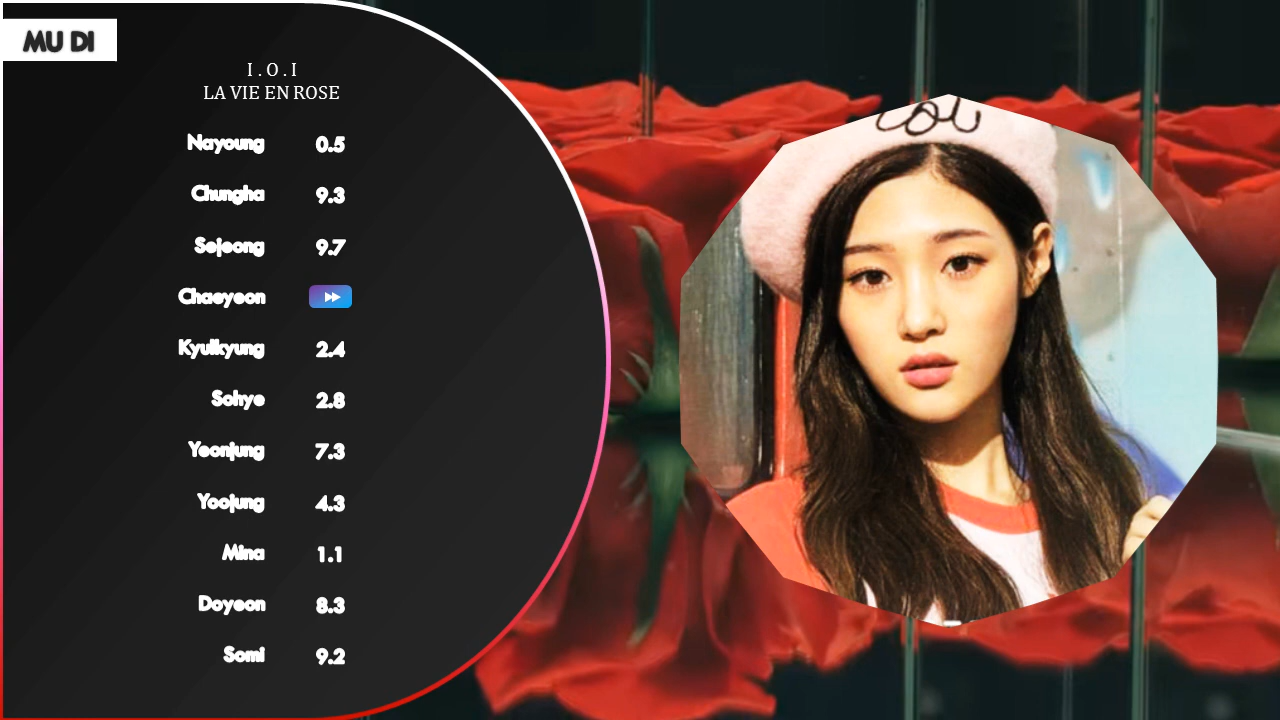 MU DI
I.O.I
LA VIE EN ROSE
Nayoung 0.5
Chungha 9.3
Sejeong 9.7
Chaeyeon
Kyulkyung 2.4
Sohye 2.8
Yeonjung 7.3
Yoojung 4.3
Mina 1.1
Doyeon 8.3
Somi 9.2
ioi